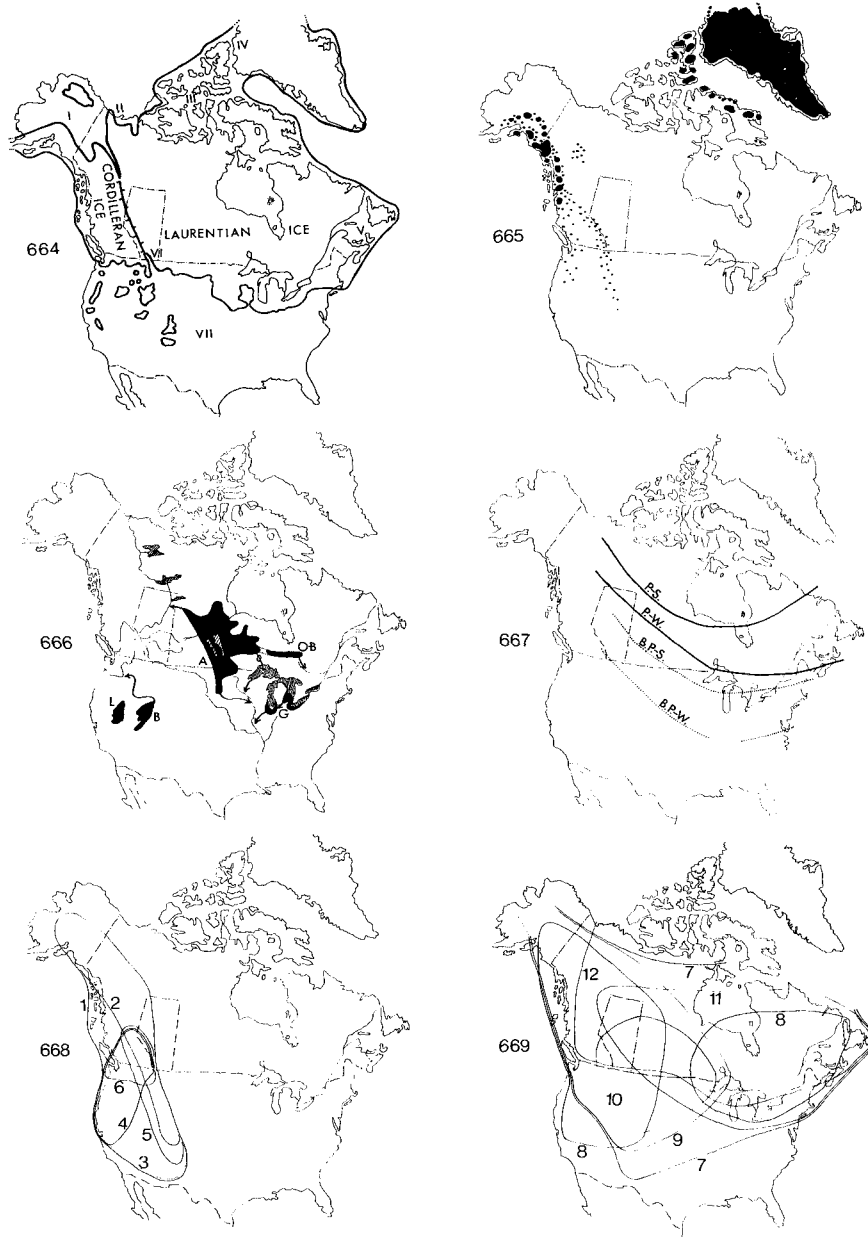 IV
II
III
I
CORDILLERAN
ICE
LAURENTIAN ICE
V
664
VII
VII
665
666
OB
A
L
B
G
667
P.-S.
P.-W.
B.P.-S.
B.P.-W.
1
2
668
6
4
5
3
7
12
11
8
669
10
9
8
7